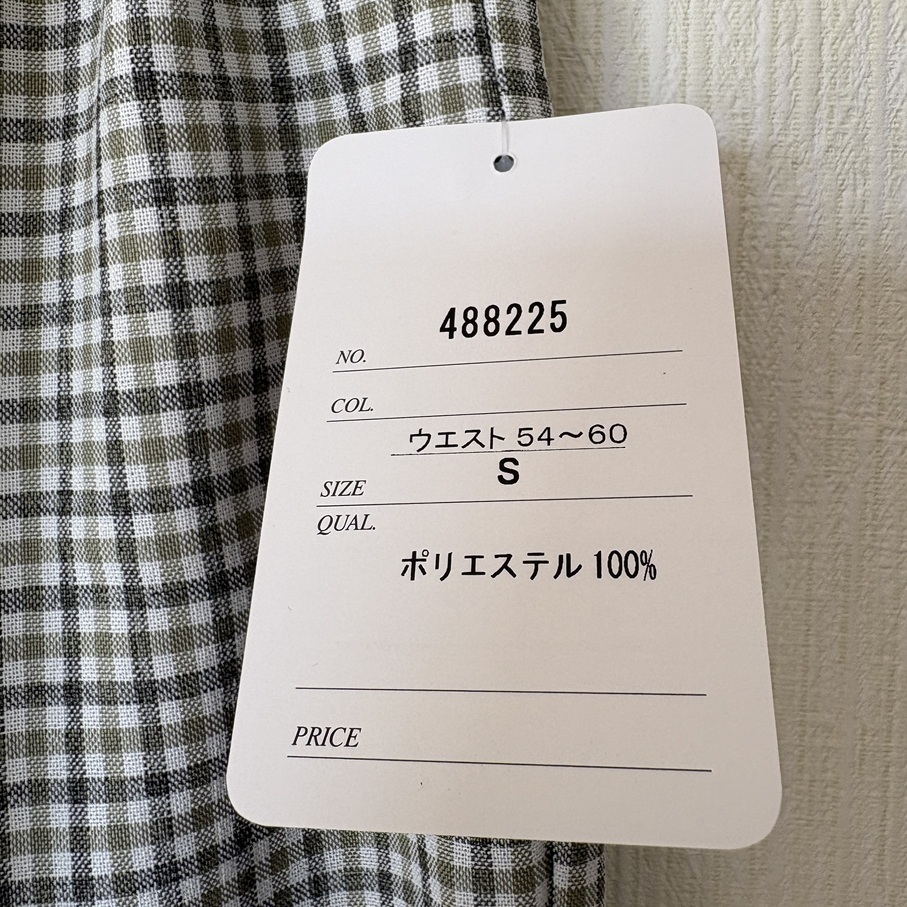 488225
NO.
COL.
ウエスト 54～60
S
SIZE
QUAL.
ポリエステル 100%
PRICE